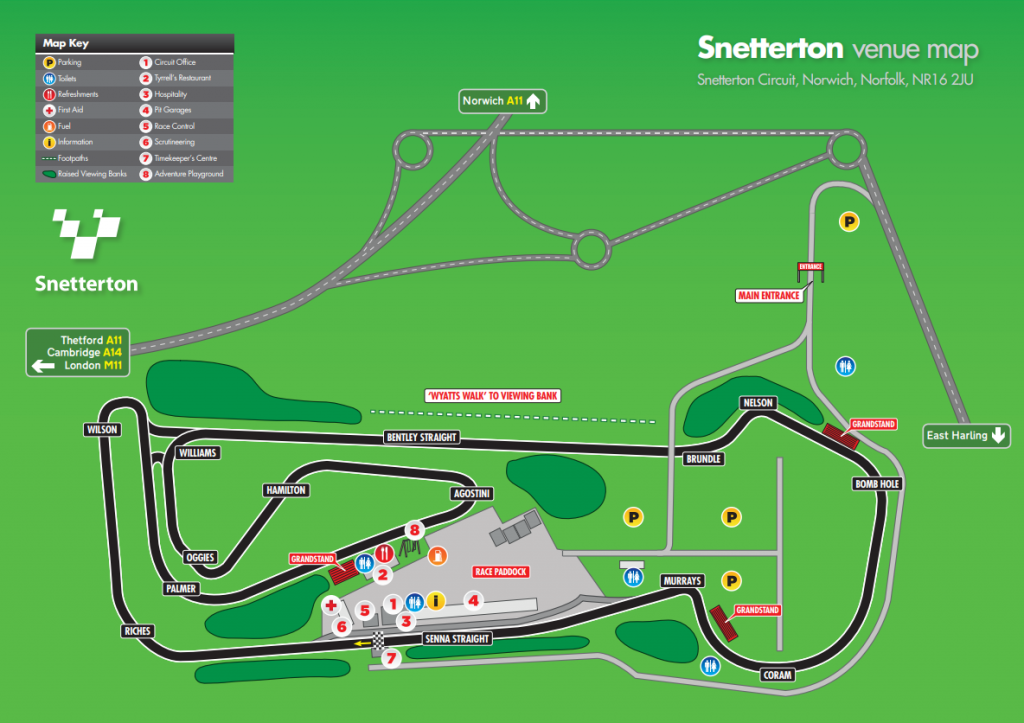 Snetterton venue map
Snetterton Circuit, Norwich, Norfolk, NR16 2JU
Map Key
P Parking
Toilets
Refreshments
First Aid
Fuel
i Information
Footpaths
Raised Viewing Banks
1 Circuit Office
2 Tyrrell's Restaurant
3 Hospitality
4 Pit Garages
5 Race Control
6 Scrutineering
7 Timekeeper's Centre
8 Adventure Playground
Snetterton
Norwich A11
Thetford A11
Cambridge A14
London M11
P
ENTRANCE
MAIN ENTRANCE
'WYATTS WALK' TO VIEWING BANK
NELSON
GRANDSTAND
East Harling
WILSON
BENTLEY STRAIGHT
WILLIAMS
BRUNDLE
BOMB HOLE
HAMILTON
AGOSTINI
P
P
8
OGGIES
GRANDSTAND
2
RACE PADDOCK
PALMER
MURRAYS
P
6
5
1
3
i
4
GRANDSTAND
RICHES
SENNA STRAIGHT
7
CORAM